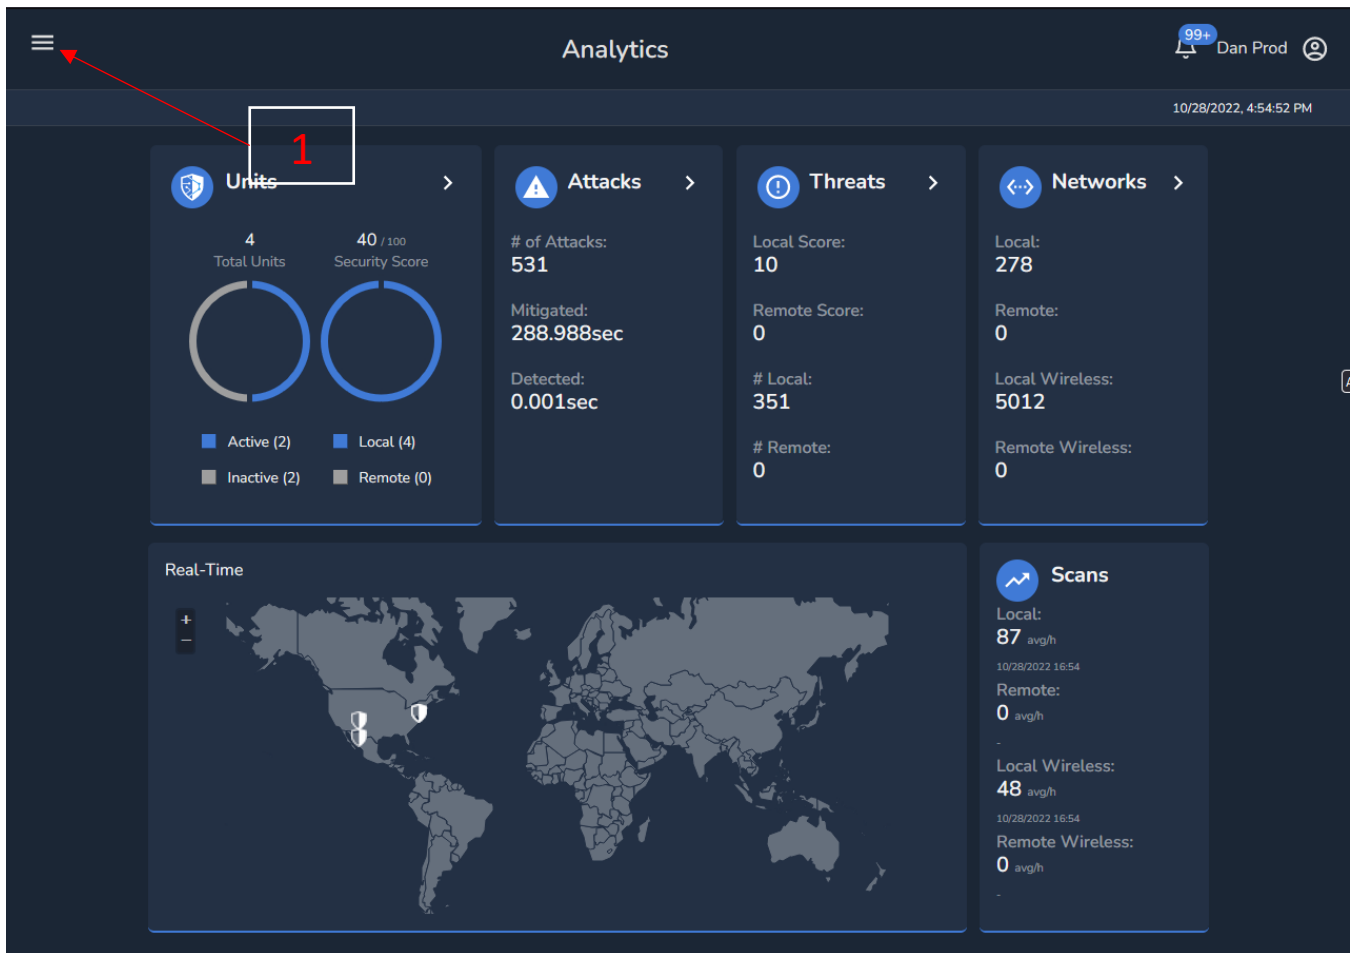 Analytics
99+
Dan Prod
10/28/2022, 4:54:52 PM
1
Units
4
Total Units
40 / 100
Security Score
Active (2)
Local (4)
Inactive (2)
Remote (0)
Attacks
# of Attacks:
531
Mitigated:
288.988sec
Detected:
0.001sec
Threats
Local Score:
10
Remote Score:
0
# Local:
351
# Remote:
0
Networks
Local:
278
Remote:
0
Local Wireless:
5012
Remote Wireless:
0
Real-Time
+
−
Scans
Local:
87 avg/h
10/28/2022 16:54
Remote:
0 avg/h
-
Local Wireless:
48 avg/h
10/28/2022 16:54
Remote Wireless:
0 avg/h
-